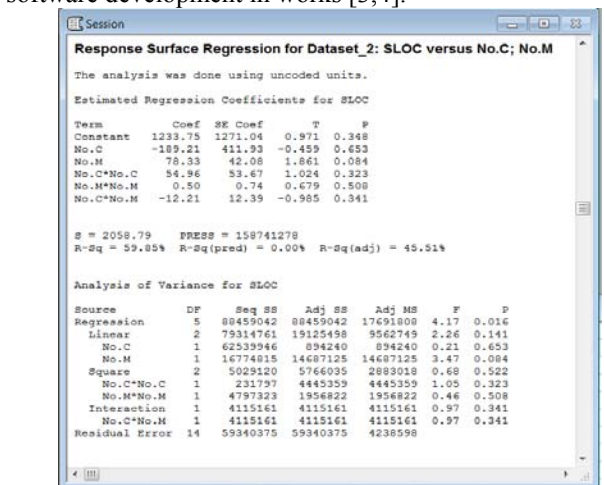 software development in works [3,4].
Session
Response Surface Regression for Dataset_2: SLOC versus No.C; No.M
The analysis was done using uncoded units.
Estimated Regression Coefficients for SLOC
Term Coef SE Coef T P
Constant 1233.75 1271.04 0.971 0.348
No.C -189.21 411.93 -0.459 0.653
No.M 78.33 42.08 1.861 0.084
No.C*No.C 54.96 53.67 1.024 0.323
No.M*No.M 0.50 0.74 0.679 0.508
No.C*No.M -12.21 12.39 -0.985 0.341
S = 2058.79 PRESS = 158741278
R-Sq = 59.85% R-Sq(pred) = 0.00% R-Sq(adj) = 45.51%
Analysis of Variance for SLOC
Source DF Seq SS Adj SS Adj MS F P
Regression 5 88459042 88459042 17691808 4.17 0.016
Linear 2 79314761 19125498 9562749 2.26 0.141
No.C 1 62539946 894240 894240 0.21 0.653
No.M 1 16774815 14687125 14687125 3.47 0.084
Square 2 5029120 5766035 2883018 0.68 0.522
No.C*No.C 1 231797 4445359 4445359 1.05 0.323
No.M*No.M 1 4797323 1956822 1956822 0.46 0.508
Interaction 1 4115161 4115161 4115161 0.97 0.341
No.C*No.M 1 4115161 4115161 4115161 0.97 0.341
Residual Error 14 59340375 59340375 4238598